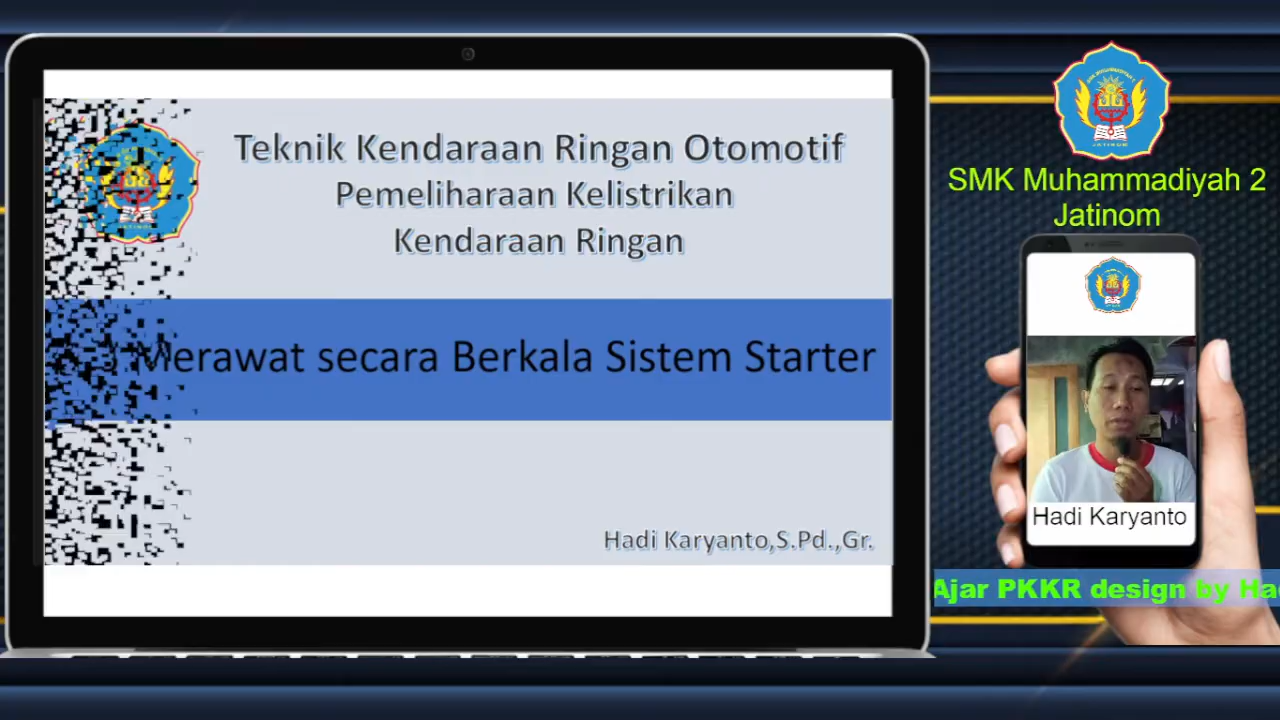 Teknik Kendaraan Ringan Otomotif
Pemeliharaan Kelistrikan
Kendaraan Ringan
Merawat secara Berkala Sistem Starter
Hadi Karyanto,S.Pd.,Gr.
SMK Muhammadiyah 2
Jatinom
Hadi Karyanto
Ajar PKKR design by